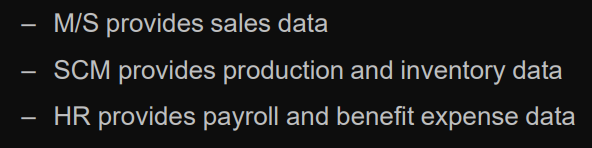 – M/S provides sales data
– SCM provides production and inventory data
– HR provides payroll and benefit expense data